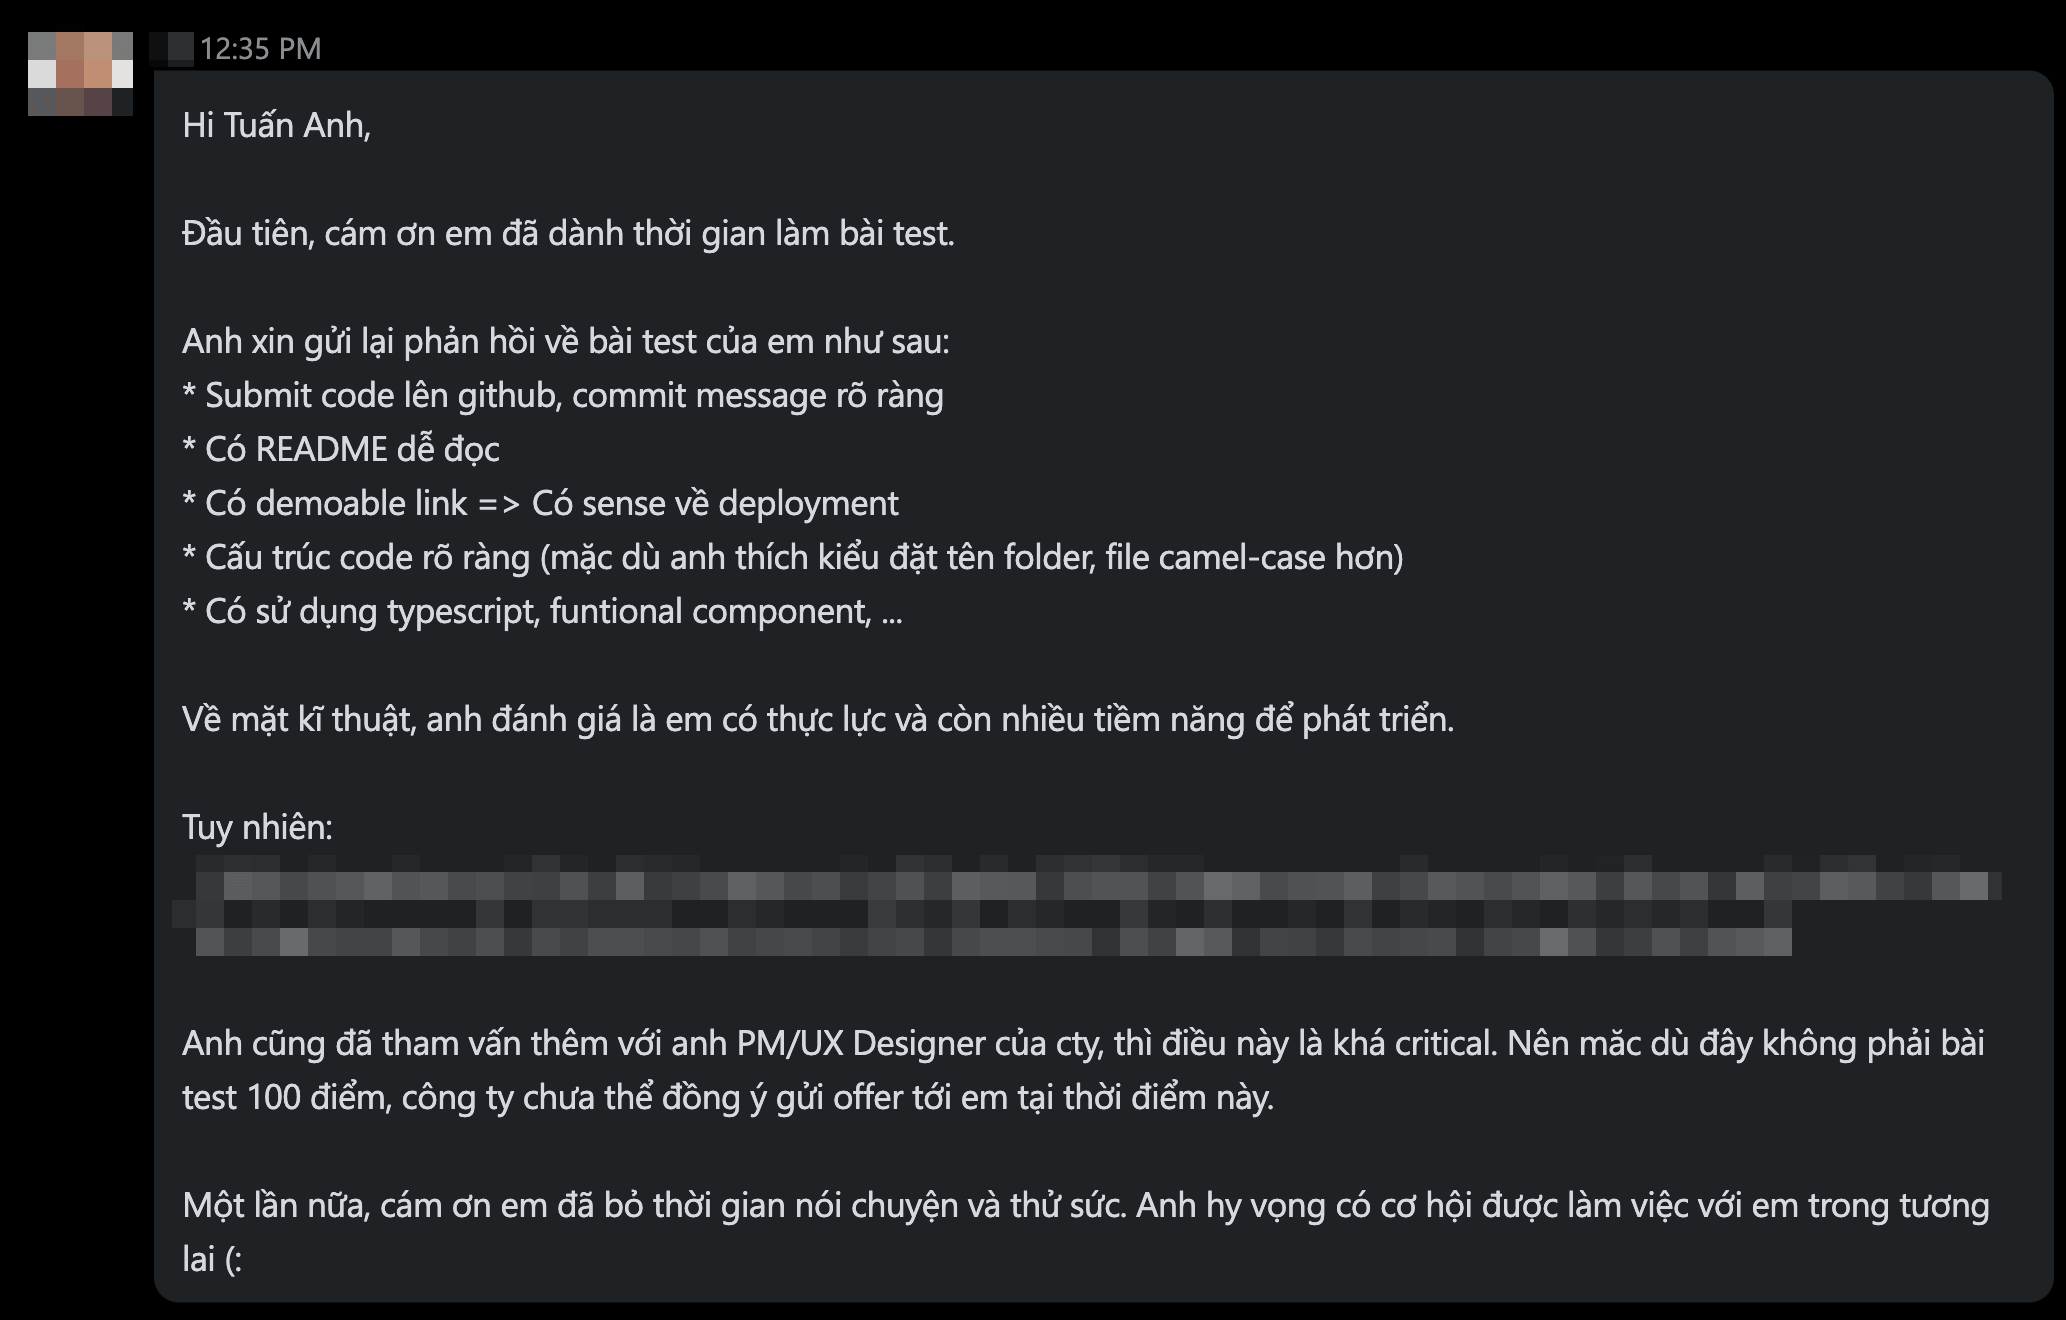 12:35 PM
Hi Tuấn Anh,
Đầu tiên, cám ơn em đã dành thời gian làm bài test.
Anh xin gửi lại phản hồi về bài test của em như sau:
* Submit code lên github, commit message rõ ràng
* Có README dễ đọc
* Có demoable link => Có sense về deployment
* Cấu trúc code rõ ràng (mặc dù anh thích kiểu đặt tên folder, file camel-case hơn)
* Có sử dụng typescript, funtional component, ...
Về mặt kĩ thuật, anh đánh giá là em có thực lực và còn nhiều tiềm năng để phát triển.
Tuy nhiên:
Anh cũng đã tham vấn thêm với anh PM/UX Designer của cty, thì điều này là khá critical. Nên măc dù đây không phải bài
test 100 điểm, công ty chưa thể đồng ý gửi offer tới em tại thời điểm này.
Một lần nữa, cám ơn em đã bỏ thời gian nói chuyện và thử sức. Anh hy vọng có cơ hội được làm việc với em trong tương
lai (: